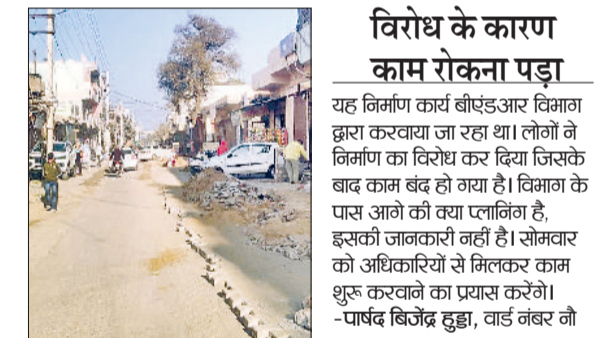 विरोध के कारण
काम रोकना पड़ा
यह निर्माण कार्य बीएंडआर विभाग
द्वारा करवाया जा रहा था। लोगों ने
निर्माण का विरोध कर दिया जिसके
बाद काम बंद हो गया है। विभाग के
पास आगे की क्या प्लानिंग है,
इसकी जानकारी नहीं है। सोमवार
को अधिकारियों से मिलकर काम
शुरू करवाने का प्रयास करेंगे।
-पार्षद बिजेंद्र हुड्डा, वार्ड नंबर नौ